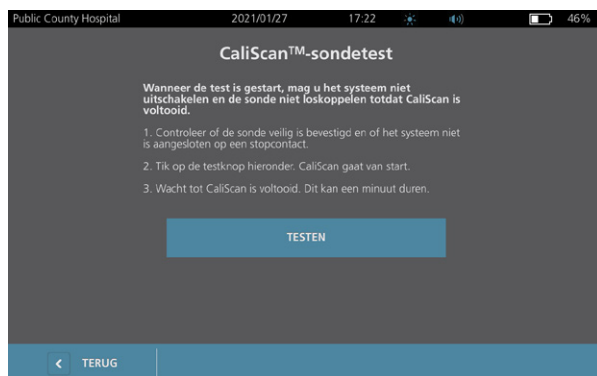 Public County Hospital 2021/01/27 17:22 46%
CaliScan™-sondetest
Wanneer de test is gestart, mag u het systeem niet
uitschakelen en de sonde niet loskoppelen totdat CaliScan is
voltooid.
1. Controleer of de sonde veilig is bevestigd en of het systeem niet
is aangesloten op een stopcontact.
2. Tik op de testknop hieronder. CaliScan gaat van start.
3. Wacht tot CaliScan is voltooid. Dit kan een minuut duren.
TESTEN
TERUG